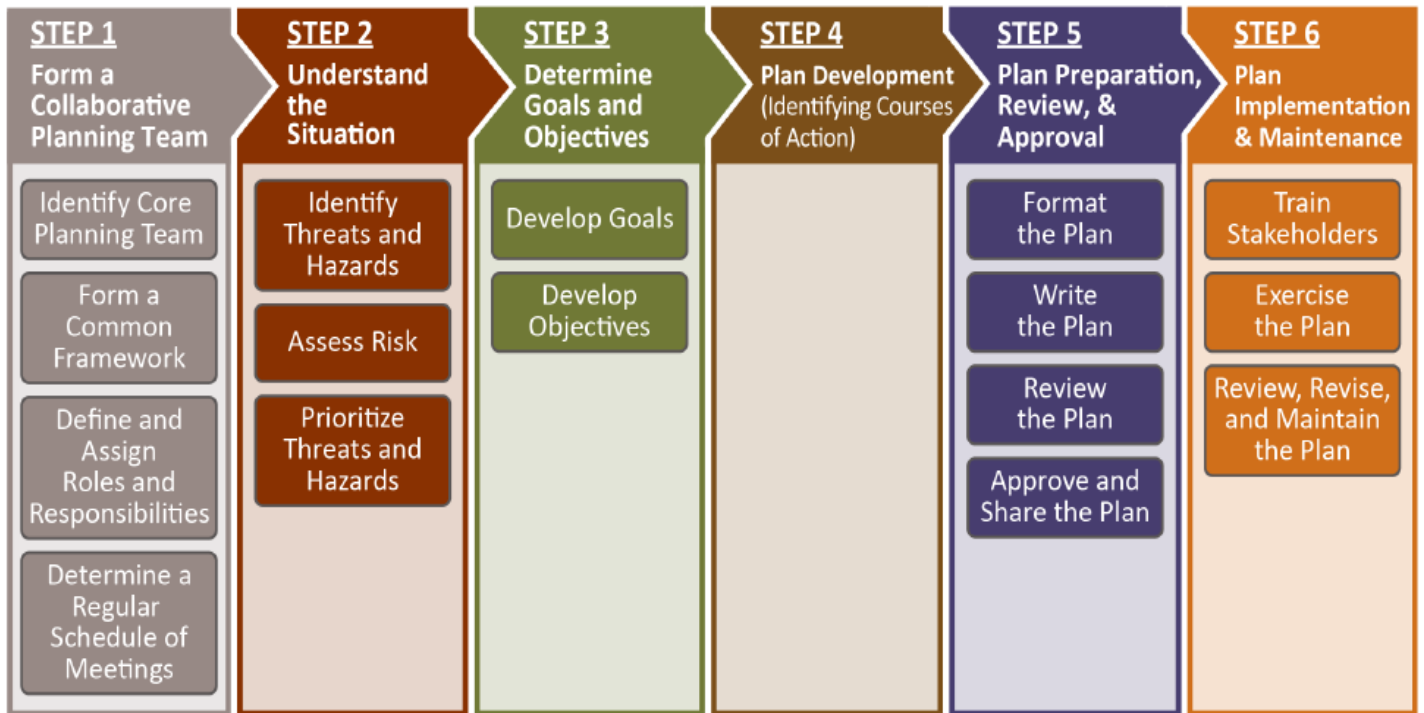 STEP 1
Form a
Collaborative
Planning Team
Identify Core
Planning Team
Form a
Common
Framework
Define and
Assign
Roles and
Responsibilities
Determine a
Regular
Schedule of
Meetings
STEP 2
Understand
the
Situation
Identify
Threats and
Hazards
Assess Risk
Prioritize
Threats and
Hazards
STEP 3
Determine
Goals and
Objectives
Develop Goals
Develop
Objectives
STEP 4
Plan Development
(Identifying Courses
of Action)
STEP 5
Plan Preparation,
Review, &
Approval
Format
the Plan
Write
the Plan
Review
the Plan
Approve and
Share the Plan
STEP 6
Plan
Implementation
& Maintenance
Train
Stakeholders
Exercise
the Plan
Review, Revise,
and Maintain
the Plan